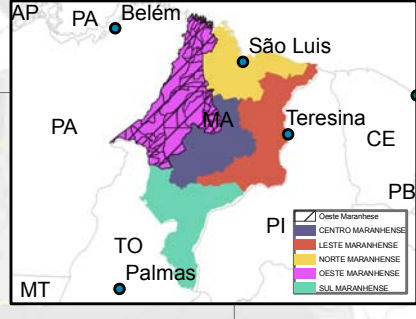 AP
PA
Belém
São Luis
PA
MA
Teresina
CE
PB
PI
TO
Palmas
MT
Oeste Maranhese
CENTRO MARANHENSE
LESTE MARANHENSE
NORTE MARANHENSE
OESTE MARANHENSE
SUL MARANHENSE